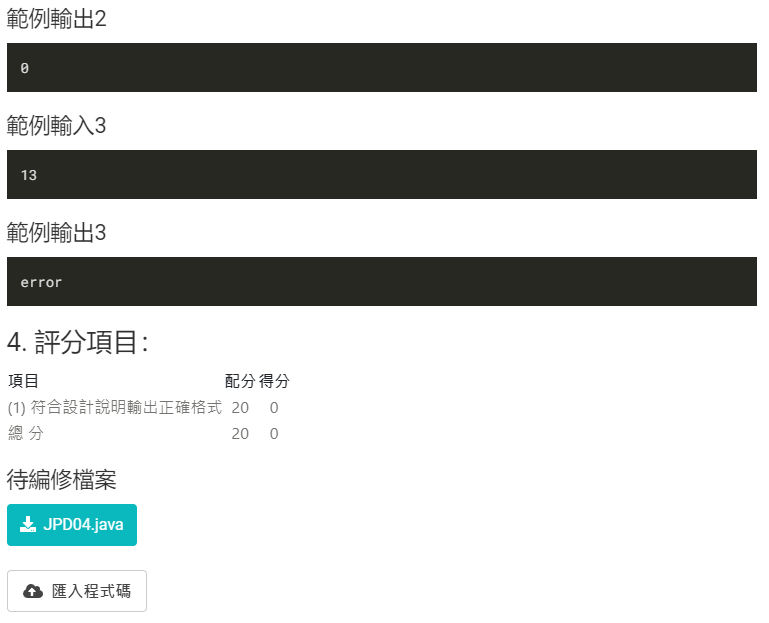 範例輸出2
0
範例輸入3
13
範例輸出3
error
4. 評分項目：
項目 配分 得分
(1) 符合設計說明輸出正確格式 20 0
總 分 20 0
待編修檔案
JPD04.java
匯入程式碼